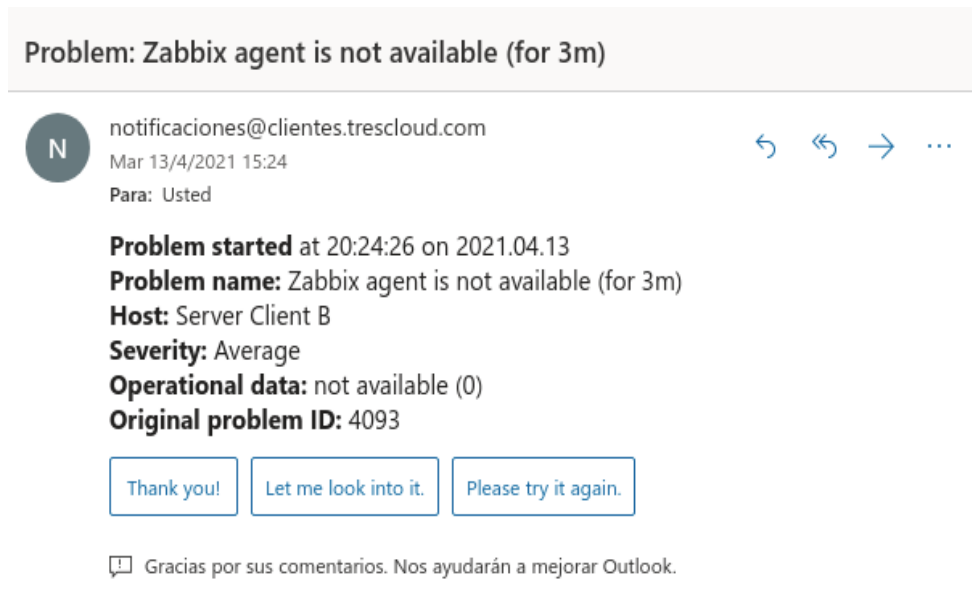 Problem: Zabbix agent is not available (for 3m)
N
notificaciones@clientes.trescloud.com
Mar 13/4/2021 15:24
Para: Usted
Problem started at 20:24:26 on 2021.04.13
Problem name: Zabbix agent is not available (for 3m)
Host: Server Client B
Severity: Average
Operational data: not available (0)
Original problem ID: 4093
Thank you! Let me look into it. Please try it again.
Gracias por sus comentarios. Nos ayudarán a mejorar Outlook.